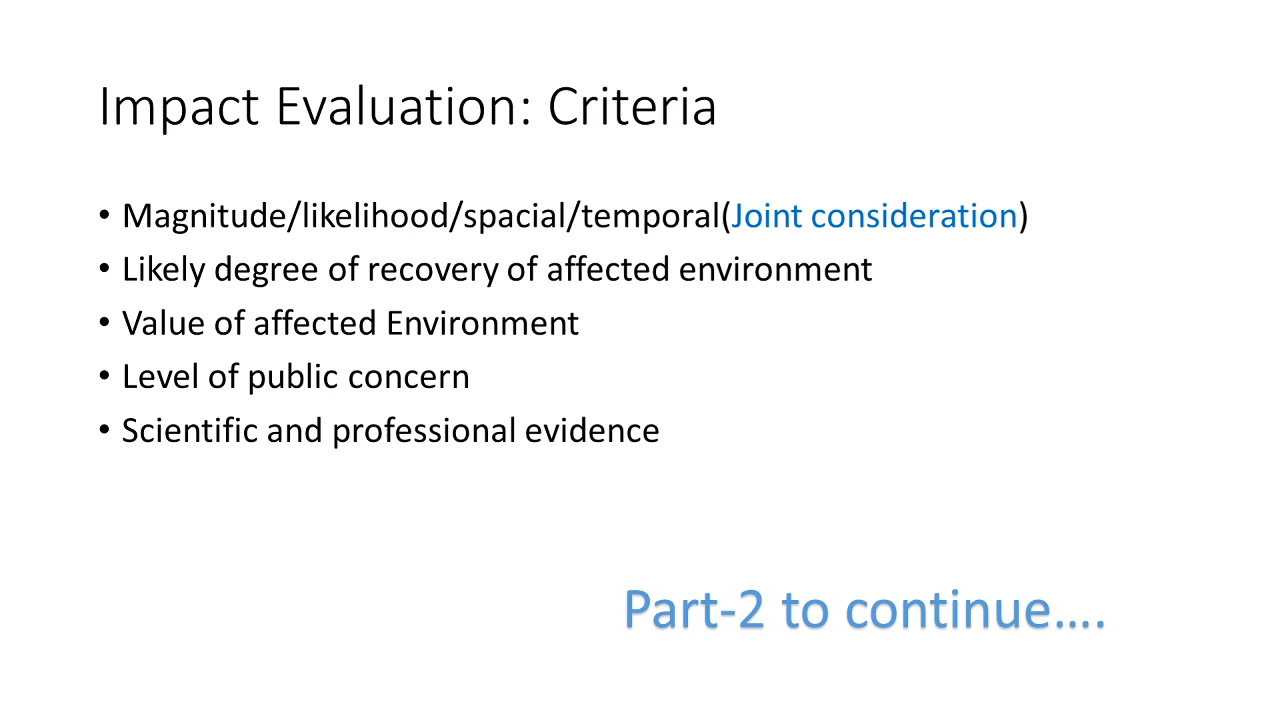 Impact Evaluation: Criteria
• Magnitude/likelihood/spacial/temporal(Joint consideration)
• Likely degree of recovery of affected environment
• Value of affected Environment
• Level of public concern
• Scientific and professional evidence
Part-2 to continue….